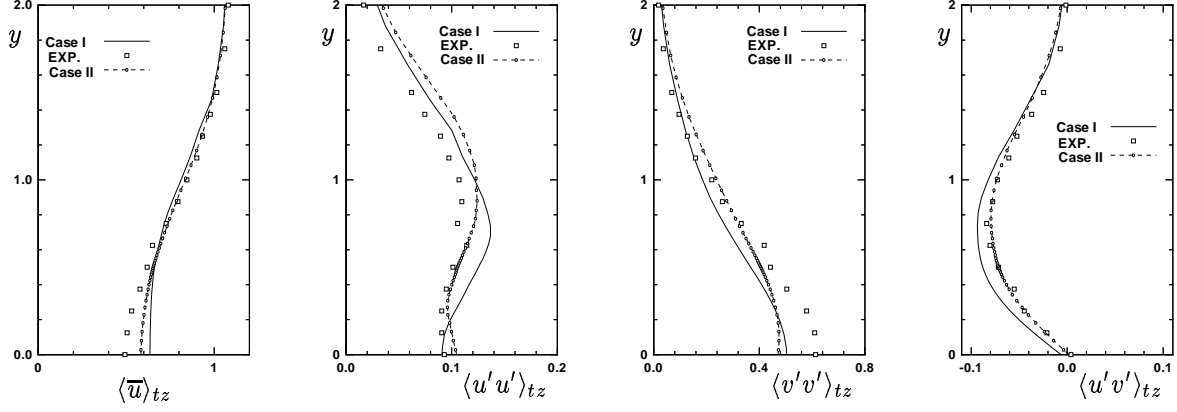 2.0
y
Case I
EXP.
Case II
1.0
0.0
0
1
⟨u̅⟩tz
2
y
Case I
EXP.
Case II
1
0
0.0
0.1
0.2
⟨u′u′⟩tz
2
y
Case I
EXP.
Case II
1
0
0.0
0.4
0.8
⟨v′v′⟩tz
2
y
Case I
EXP.
Case II
1
0
-0.1
0.0
0.1
⟨u′v′⟩tz